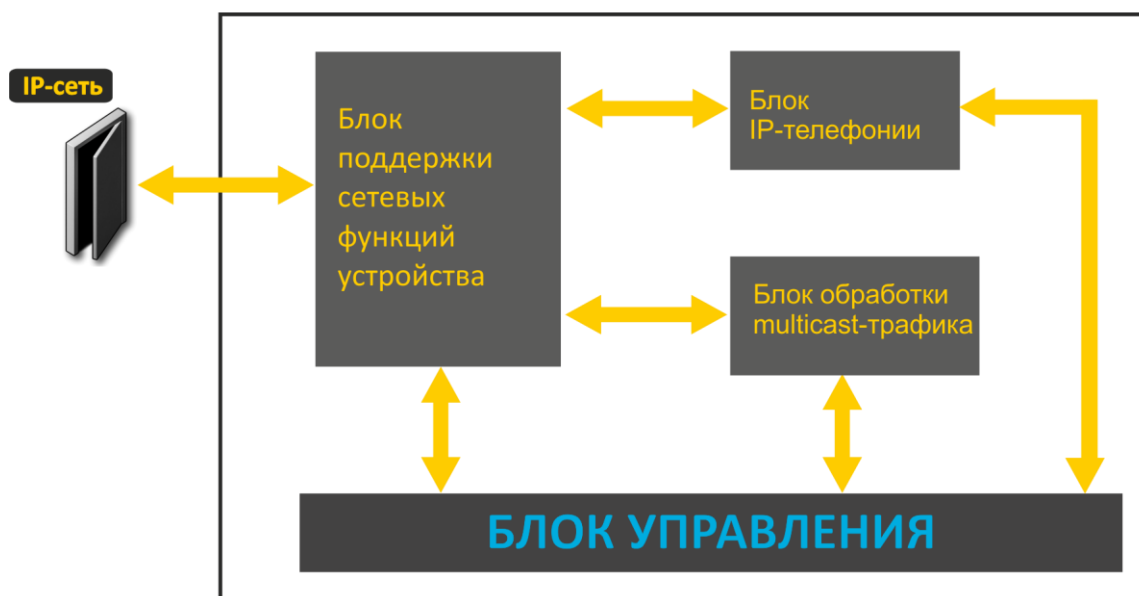 IP-сеть
Блок
поддержки
сетевых
функций
устройства
Блок
IP-телефонии
Блок обработки
multicast-трафика
БЛОК УПРАВЛЕНИЯ